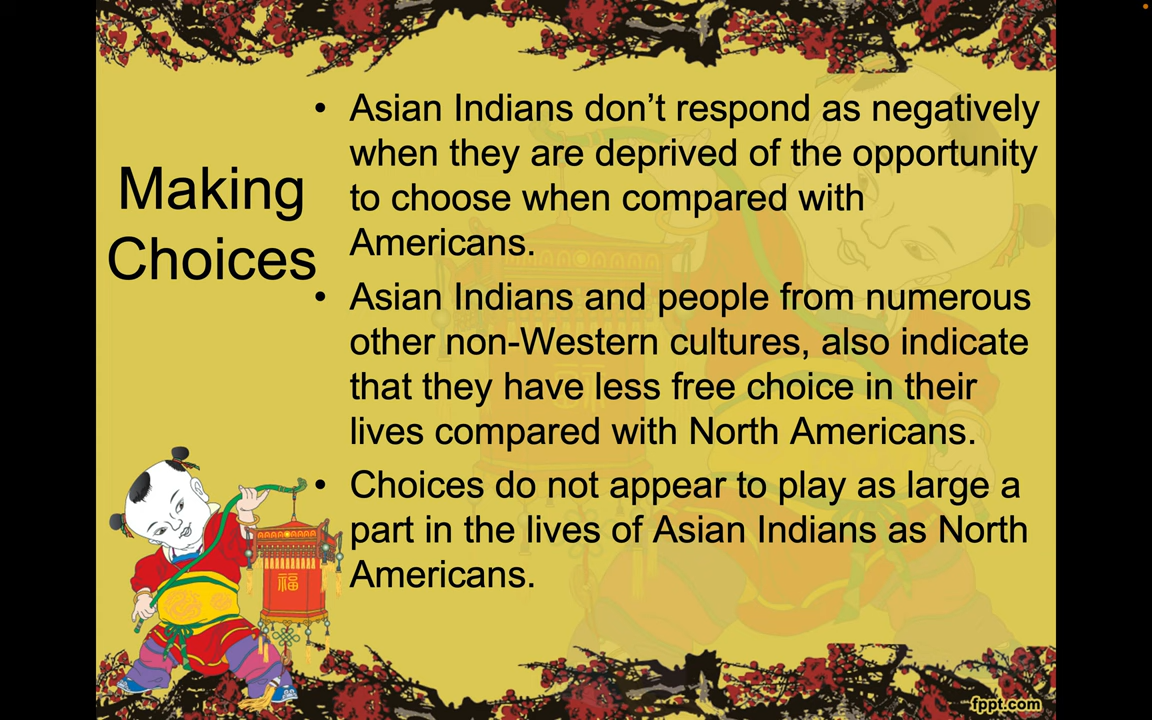 Making
Choices
• Asian Indians don’t respond as negatively
when they are deprived of the opportunity
to choose when compared with
Americans.
• Asian Indians and people from numerous
other non-Western cultures, also indicate
that they have less free choice in their
lives compared with North Americans.
• Choices do not appear to play as large a
part in the lives of Asian Indians as North
Americans.
福
fppt.com